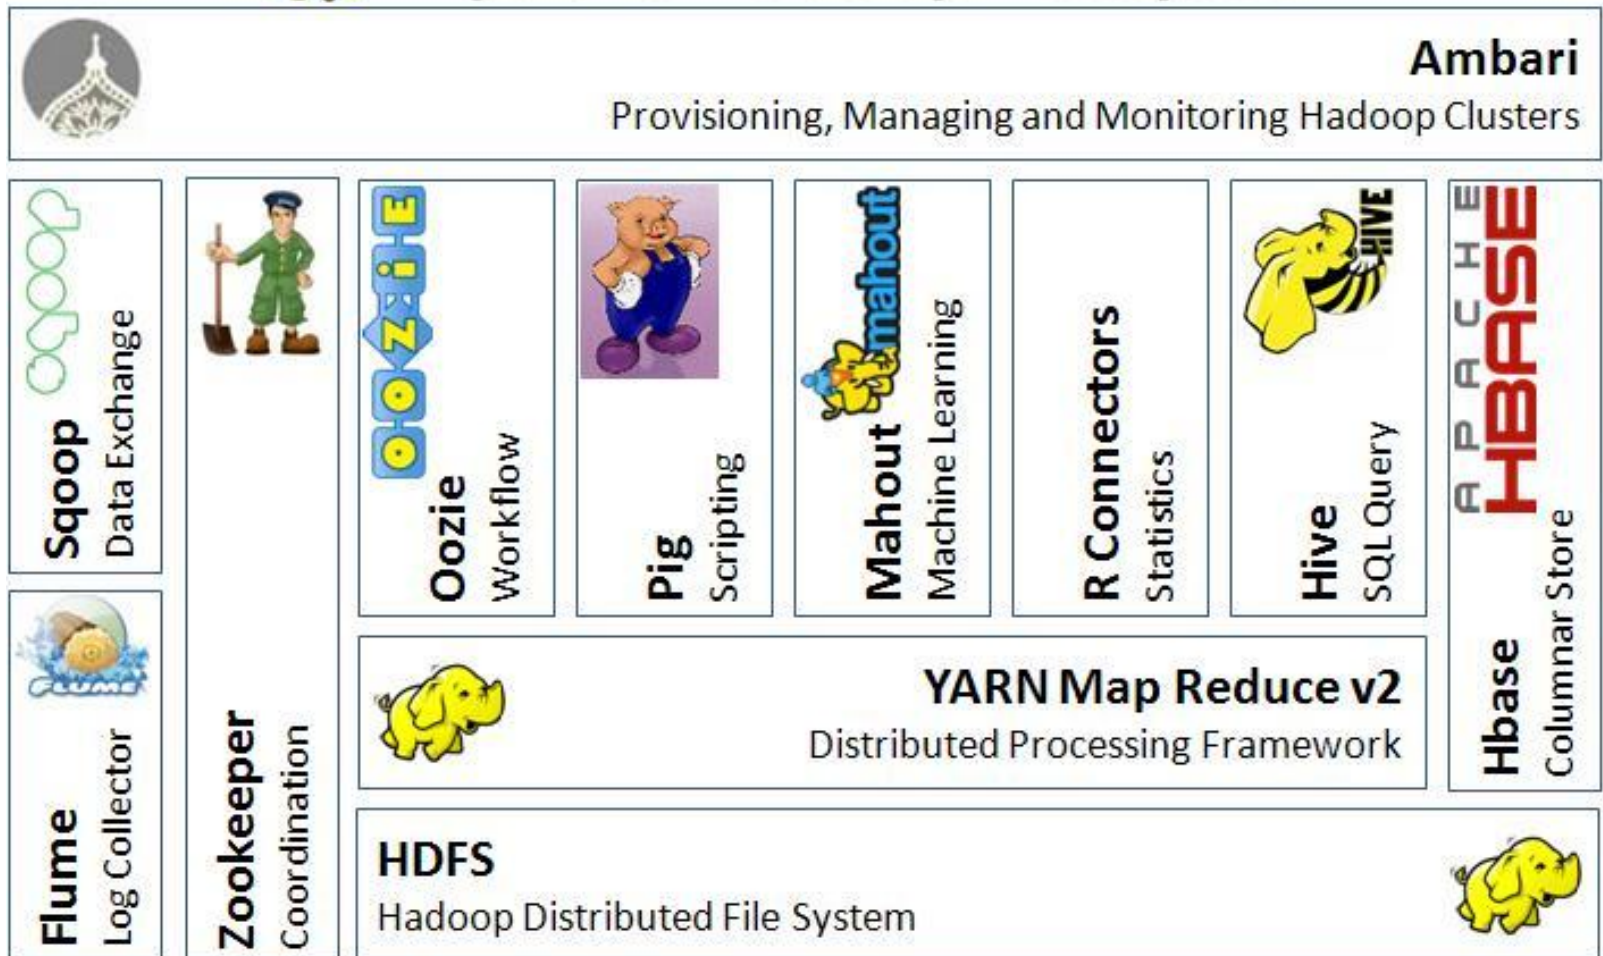 Ambari
Provisioning, Managing and Monitoring Hadoop Clusters
sqoop
Sqoop
Data Exchange
FLUME
Flume
Log Collector
Zookeeper
Coordination
OOZIE
Oozie
Workflow
Pig
Scripting
mahout
Mahout
Machine Learning
R Connectors
Statistics
HIVE
Hive
SQL Query
APACHE
HBASE
Hbase
Columnar Store
YARN Map Reduce v2
Distributed Processing Framework
HDFS
Hadoop Distributed File System